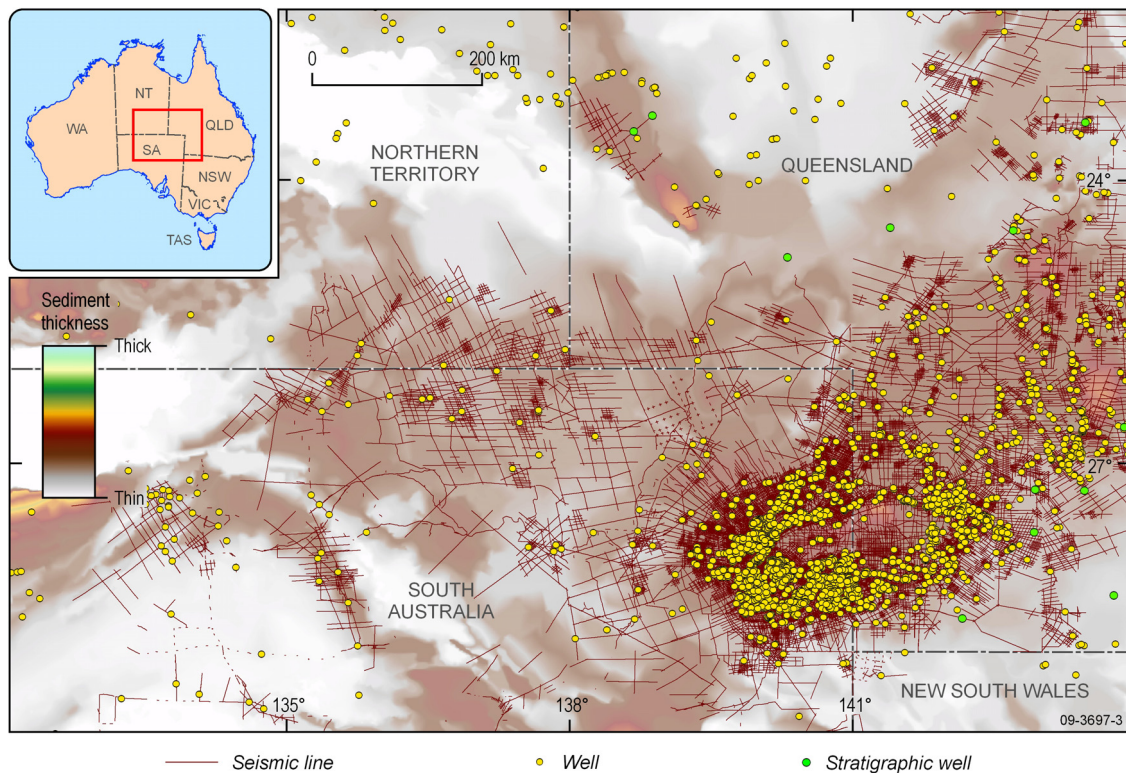 NT
WA
QLD
SA
NSW
VIC
TAS
0
200 km
NORTHERN
TERRITORY
QUEENSLAND
24°
Sediment
thickness
Thick
Thin
27°
SOUTH
AUSTRALIA
NEW SOUTH WALES
135°
138°
141°
09-3697-3
Seismic line
Well
Stratigraphic well